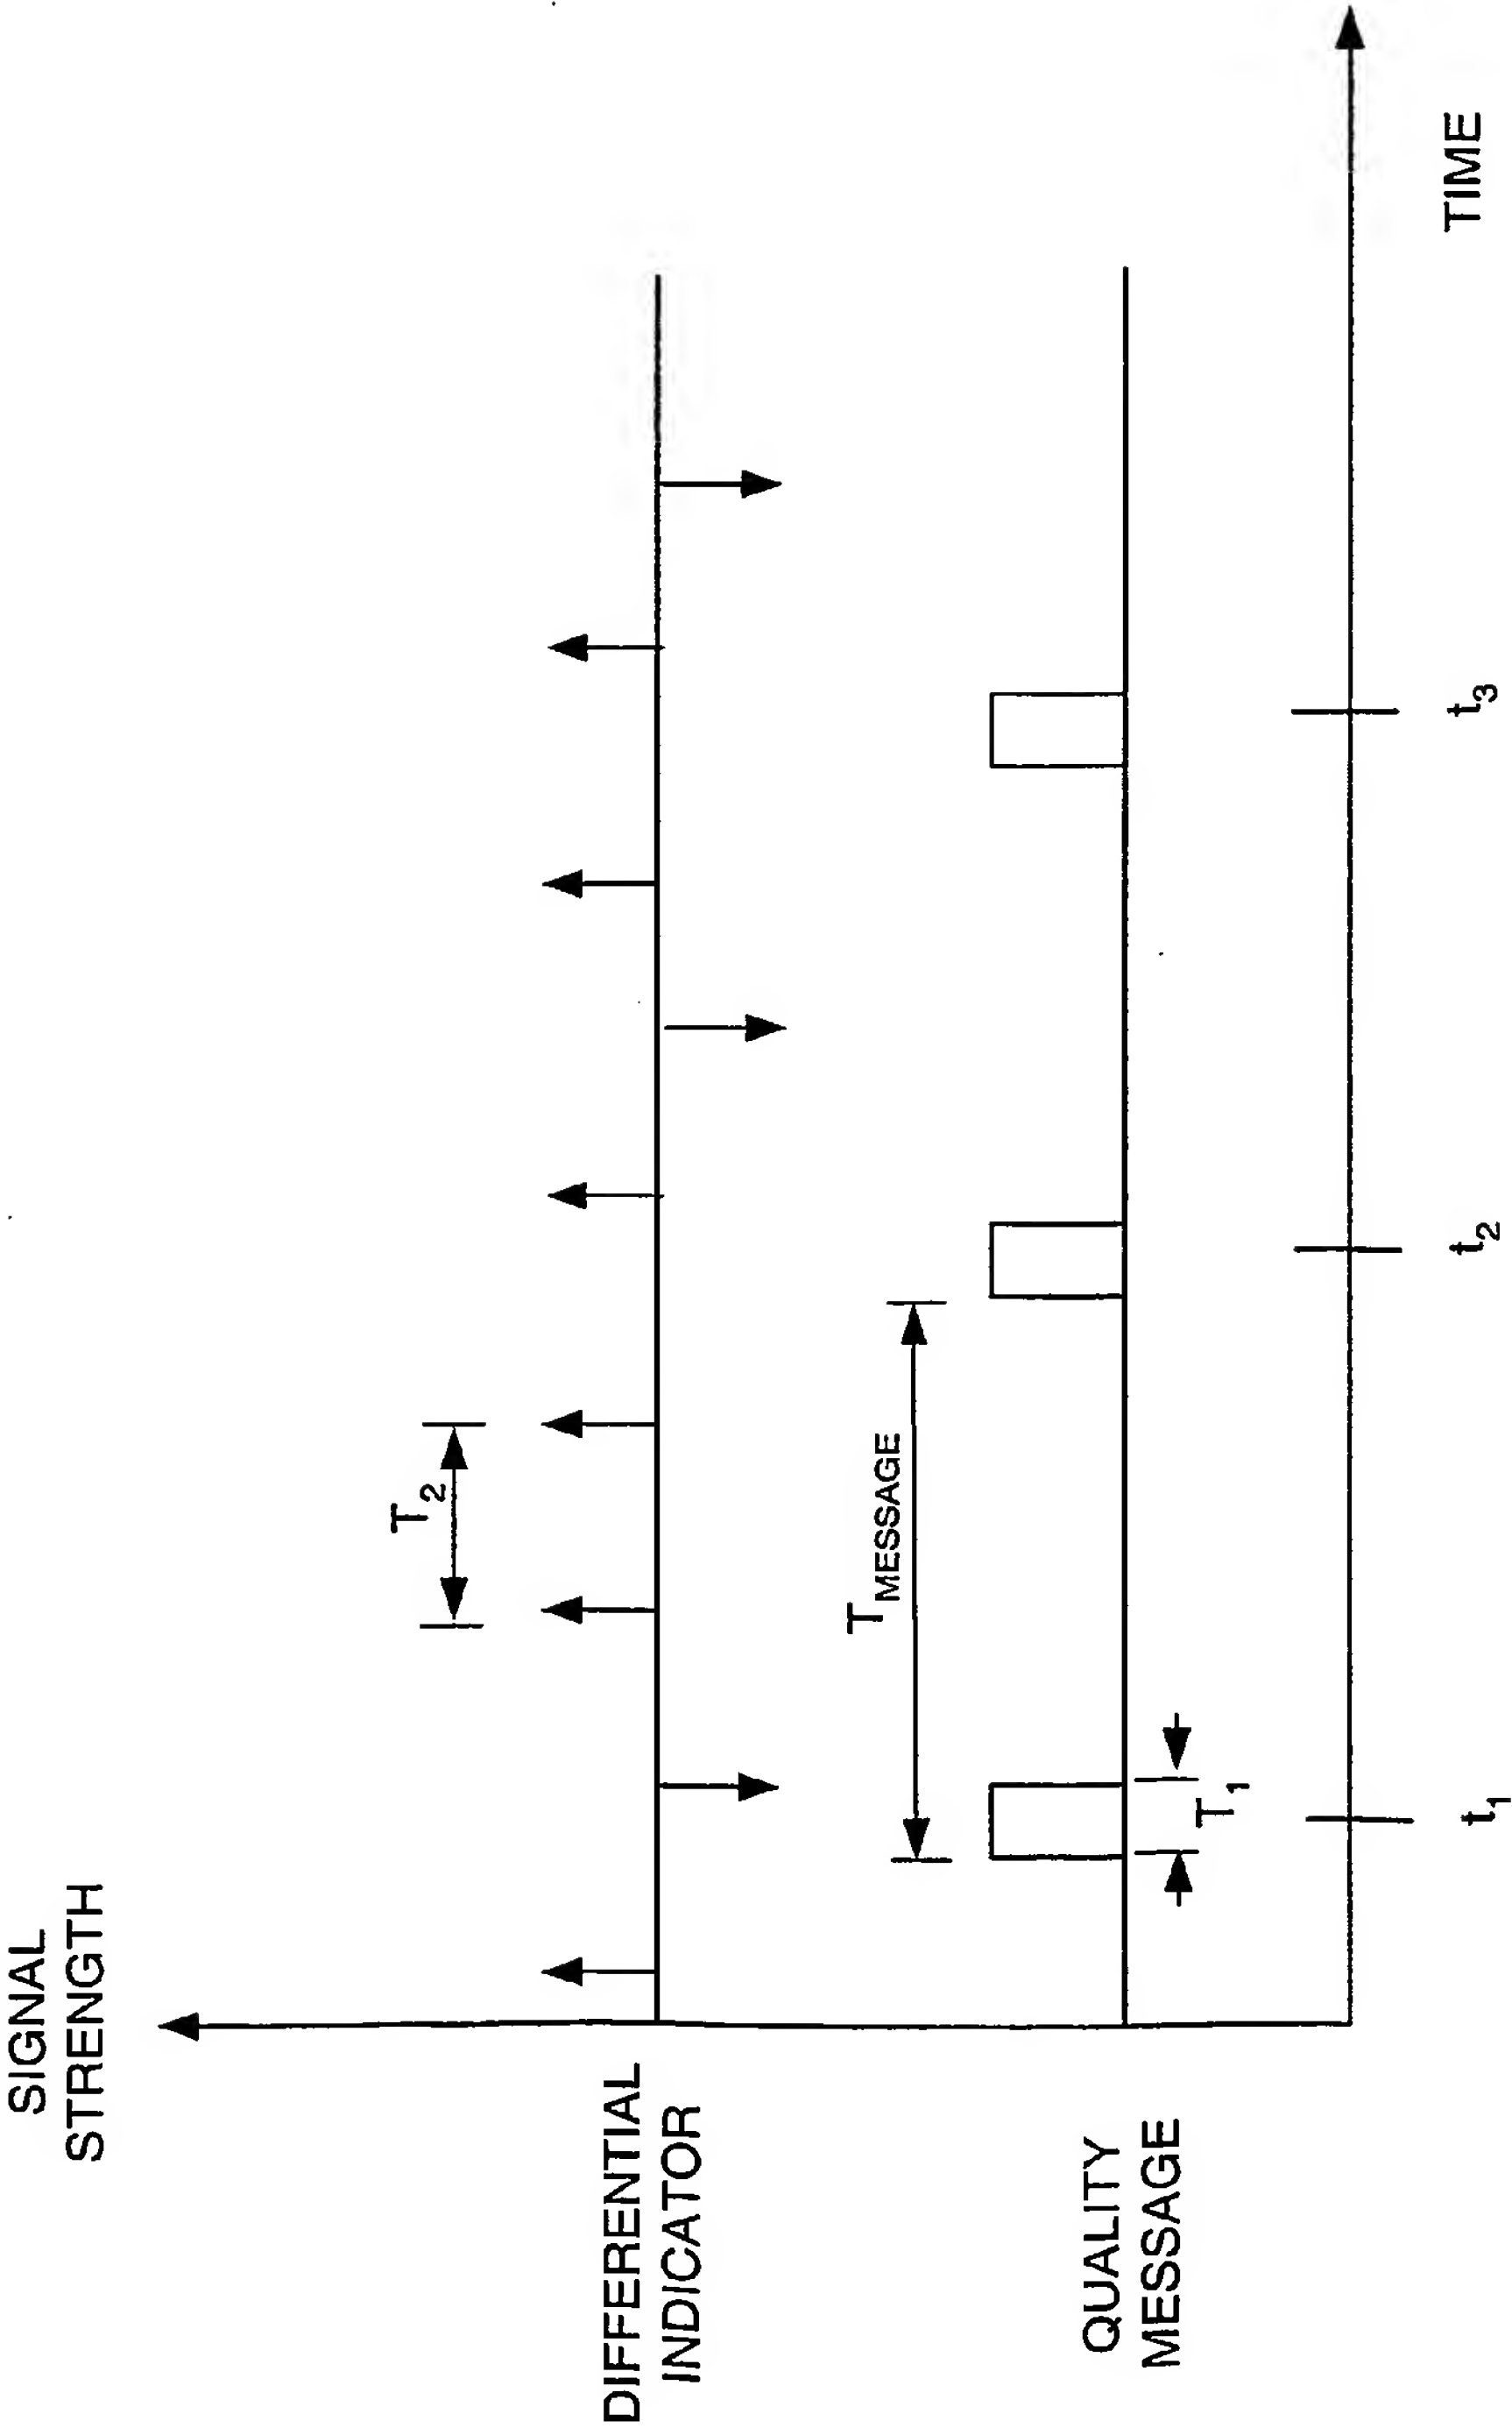 SIGNAL
STRENGTH
DIFFERENTIAL
INDICATOR
T2
TMESSAGE
QUALITY
MESSAGE
T1
t1
t2
t3
TIME